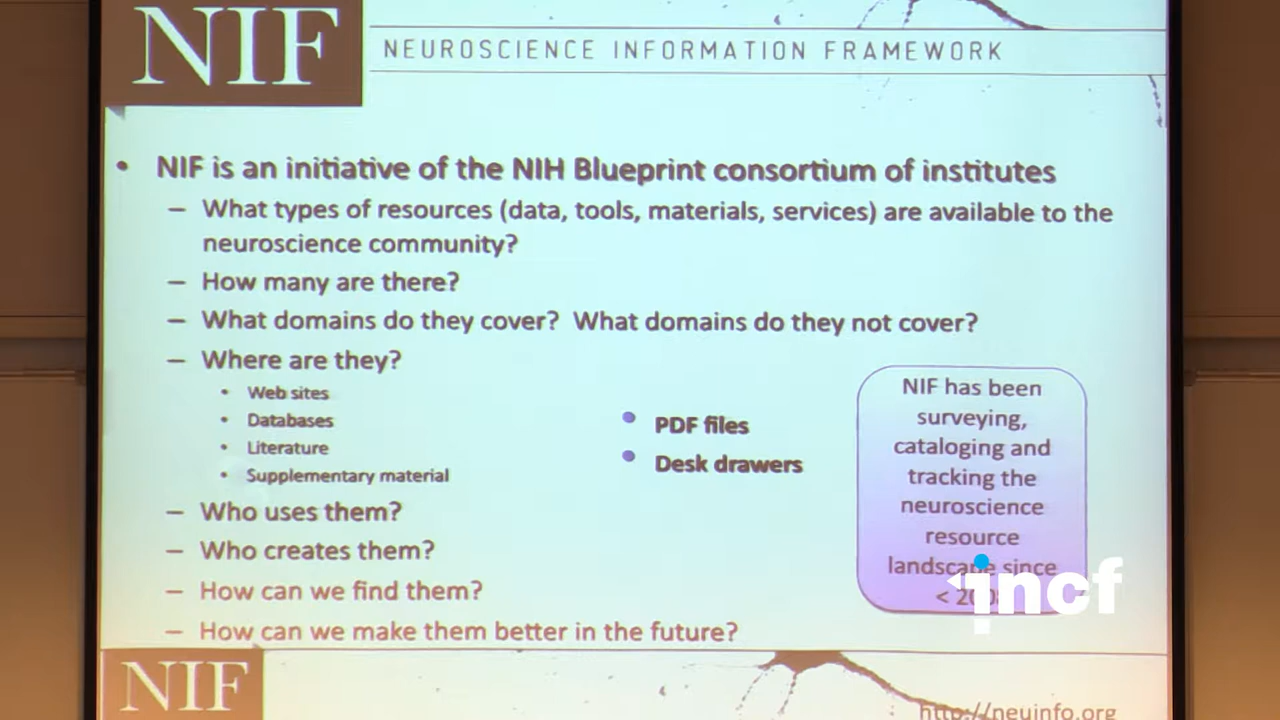 NIF
NEUROSCIENCE INFORMATION FRAMEWORK
• NIF is an initiative of the NIH Blueprint consortium of institutes
– What types of resources (data, tools, materials, services) are available to the
neuroscience community?
– How many are there?
– What domains do they cover? What domains do they not cover?
– Where are they?
• Web sites
• Databases
• Literature
• Supplementary material
• PDF files
• Desk drawers
– Who uses them?
– Who creates them?
– How can we find them?
– How can we make them better in the future?
NIF has been
surveying,
cataloging and
tracking the
neuroscience
resource
landscape since
<
incf
NIF
http://neuinfo.org